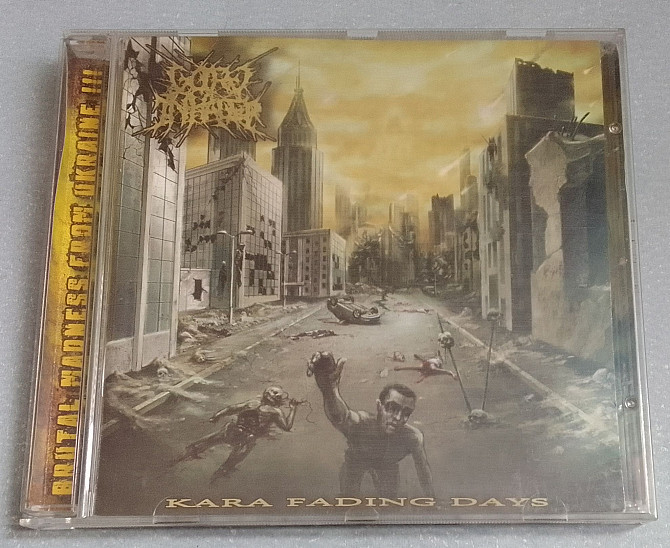 BRUTAL MADNESS FROM UKRAINE !!!
KARA FADING DAYS